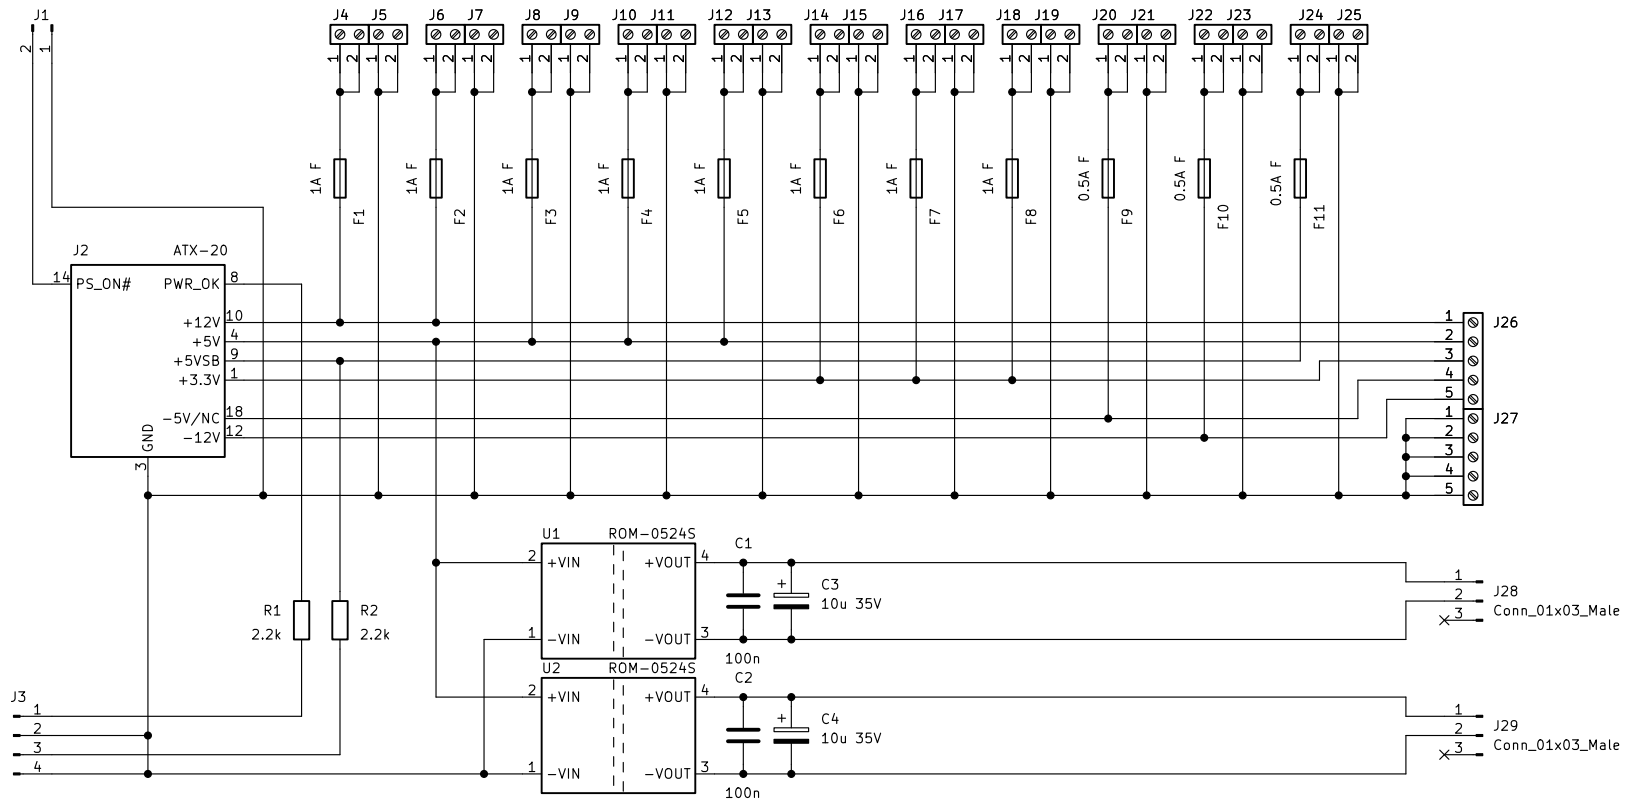 J1
2
1
J4 J5 J6 J7 J8 J9 J10 J11 J12 J13 J14 J15 J16 J17 J18 J19 J20 J21 J22 J23 J24 J25
1 2 1 2 1 2 1 2 1 2 1 2 1 2 1 2 1 2 1 2 1 2 1 2 1 2 1 2 1 2 1 2 1 2 1 2 1 2 1 2 1 2 1 2
1A F 1A F 1A F 1A F 1A F 1A F 1A F 1A F 0.5A F 0.5A F 0.5A F
F1 F2 F3 F4 F5 F6 F7 F8 F9 F10 F11
J2 ATX-20
14 PS_ON# PWR_OK 8
+12V 10
+5V 4
+5VSB 9
+3.3V 1
-5V/NC 18
-12V 12
GND
3
1 J26
2
3
4
5
1 J27
2
3
4
5
U1 ROM-0524S
2 +VIN +VOUT 4
1 -VIN -VOUT 3
C1
100n
+ C3
10u 35V
1 J28
2 Conn_01x03_Male
3
R1
2.2k
R2
2.2k
U2 ROM-0524S
2 +VIN +VOUT 4
1 -VIN -VOUT 3
C2
100n
+ C4
10u 35V
1 J29
2 Conn_01x03_Male
3
J3
1
2
3
4